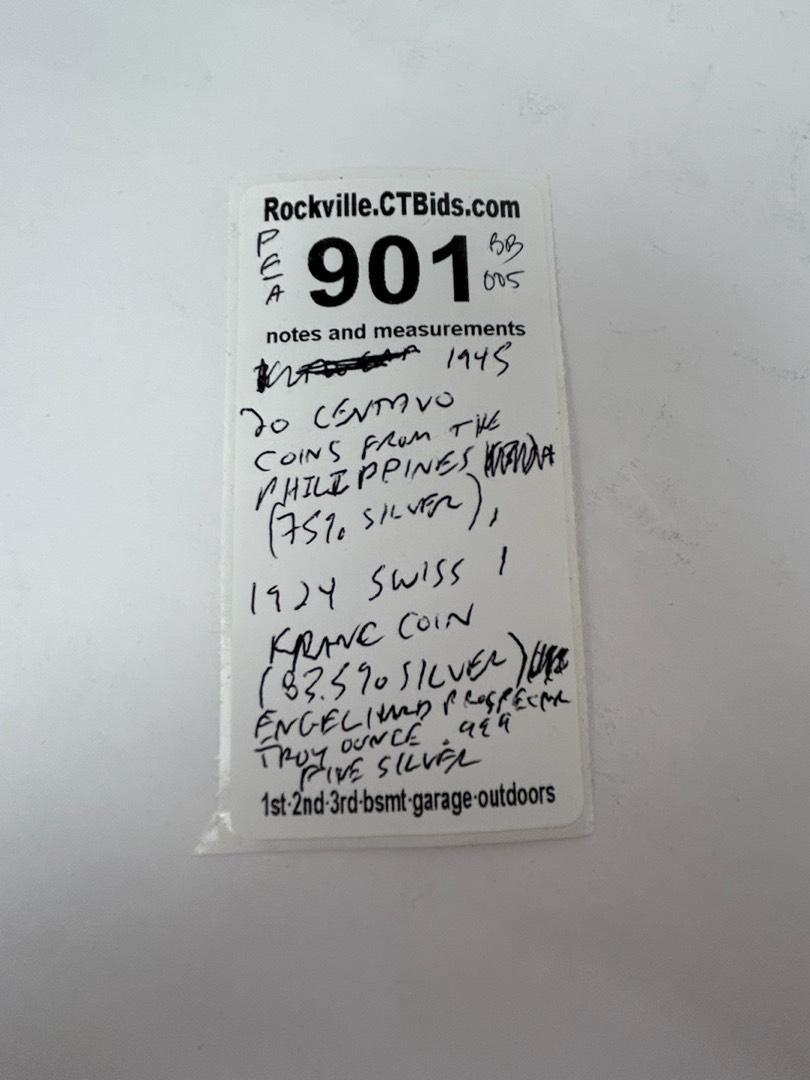 Rockville.CTBids.com
PEA 901 BB 005
notes and measurements
1945
20 CENTAVO
COINS FROM THE
PHILIPPINES
(75% SILVER),
1924 SWISS 1
FRANC COIN
(83.5% SILVER)
ENGELHARD PROSPECTOR
TROY OUNCE .999
FINE SILVER
1st·2nd·3rd·bsmt·garage·outdoors